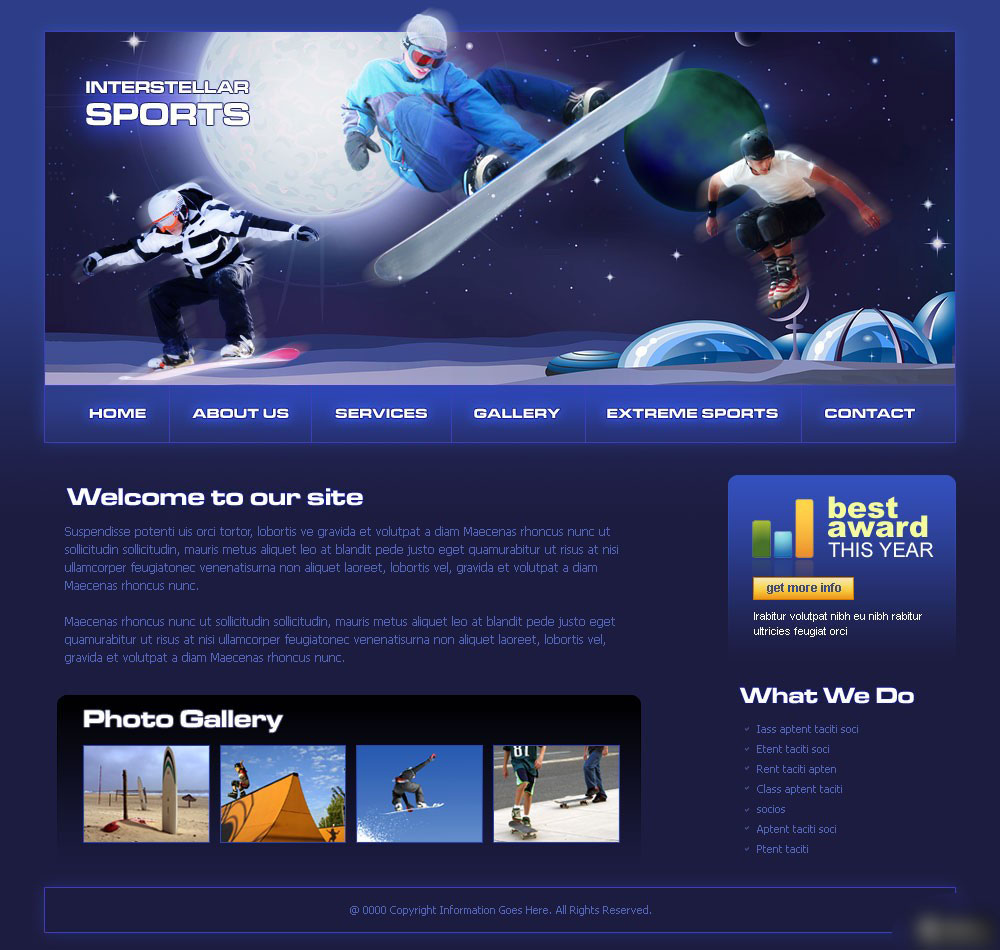 INTERSTELLAR
SPORTS
HOME ABOUT US SERVICES GALLERY EXTREME SPORTS CONTACT
Welcome to our site
Suspendisse potenti uis orci tortor, lobortis ve gravida et volutpat a diam Maecenas rhoncus nunc ut
sollicitudin sollicitudin, mauris metus aliquet leo at blandit pede justo eget quamurabitur ut risus at nisi
ullamcorper feugiatonec venenatisurna non aliquet laoreet, lobortis vel, gravida et volutpat a diam
Maecenas rhoncus nunc.
Maecenas rhoncus nunc ut sollicitudin sollicitudin, mauris metus aliquet leo at blandit pede justo eget
quamurabitur ut risus at nisi ullamcorper feugiatonec venenatisurna non aliquet laoreet, lobortis vel,
gravida et volutpat a diam Maecenas rhoncus nunc.
best
award
THIS YEAR
get more info
Irabitur volutpat nibh eu nibh rabitur
ultricies feugiat orci
Photo Gallery
81
What We Do
Iass aptent taciti soci
Etent taciti soci
Rent taciti apten
Class aptent taciti
socios
Aptent taciti soci
Ptent taciti
@ 0000 Copyright Information Goes Here. All Rights Reserved.